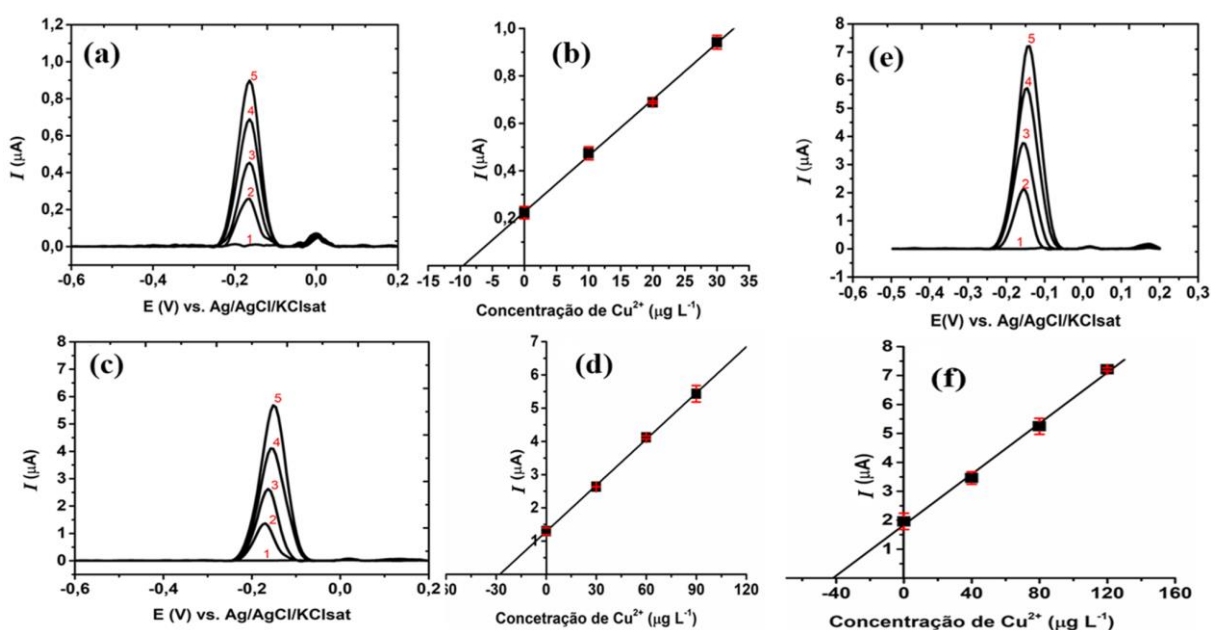 (a)
I (µA)
1,2
1,0
0,8
0,6
0,4
0,2
0,0
5
4
3
2
1
-0,6 -0,4 -0,2 0,0 0,2
E (V) vs. Ag/AgCl/KClsat
(b)
I (µA)
1,0
0,8
0,6
0,4
0,2
-15 -10 -5 0 5 10 15 20 25 30 35
Concentração de Cu²⁺ (µg L⁻¹)
(e)
I (µA)
8
7
6
5
4
3
2
1
0
-1
5
4
3
2
1
-0,6 -0,5 -0,4 -0,3 -0,2 -0,1 0,0 0,1 0,2 0,3
E(V) vs. Ag/AgCl/KClsat
(c)
I (µA)
8
7
6
5
4
3
2
1
0
5
4
3
2
1
-0,6 -0,4 -0,2 0,0 0,2
E (V) vs. Ag/AgCl/KClsat
(d)
I (µA)
7
6
5
4
3
2
1
60 -30 0 30 60 90 120
Concetração de Cu²⁺ (µg L⁻¹)
(f)
I (µA)
8
7
6
5
4
3
2
1
-40 0 40 80 120 160
Concentração de Cu²⁺ (µg L⁻¹)